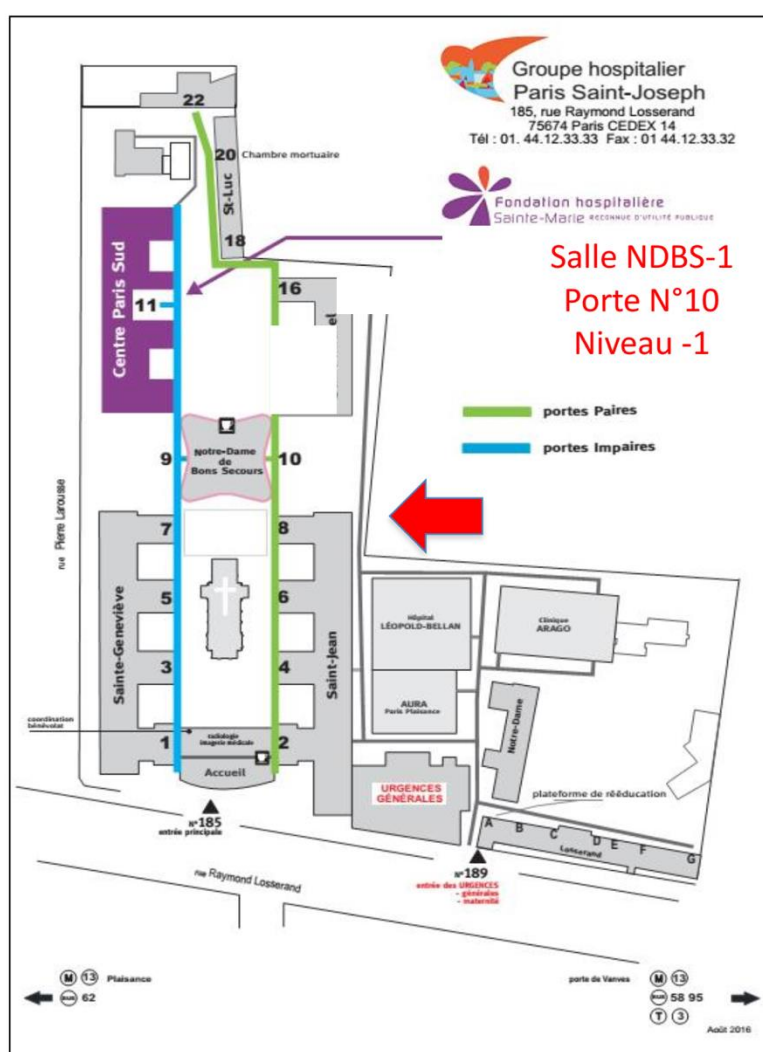 Groupe hospitalier
Paris Saint-Joseph
185, rue Raymond Losserand
75674 Paris CEDEX 14
Tél : 01. 44.12.33.33 Fax : 01 44.12.33.32
Fondation hospitalière
Sainte-Marie RECONNUE D'UTILITÉ PUBLIQUE
Salle NDBS-1
Porte N°10
Niveau -1
portes Paires
portes Impaires
22
20 Chambre mortuaire
St-Luc
18
16
Centre Paris Sud
11
9
Notre-Dame
de
Bons Secours
10
rue Pierre Larousse
7
8
5
6
3
4
1
2
Sainte-Geneviève
Saint-Jean
coordination
bénévolat
radiologie
imagerie médicale
Accueil
Hôpital
LÉOPOLD-BELLAN
AURA
Paris Plaisance
Clinique
ARAGO
Notre-Dame
URGENCES
GÉNÉRALES
plateforme de rééducation
A B C D E F G
Losserand
N°185
entrée principale
N°189
entrée des URGENCES
- générales
- maternité
rue Raymond Losserand
M 13 Plaisance
BUS 62
porte de Vanves M 13
BUS 58 95
T 3
Août 2016